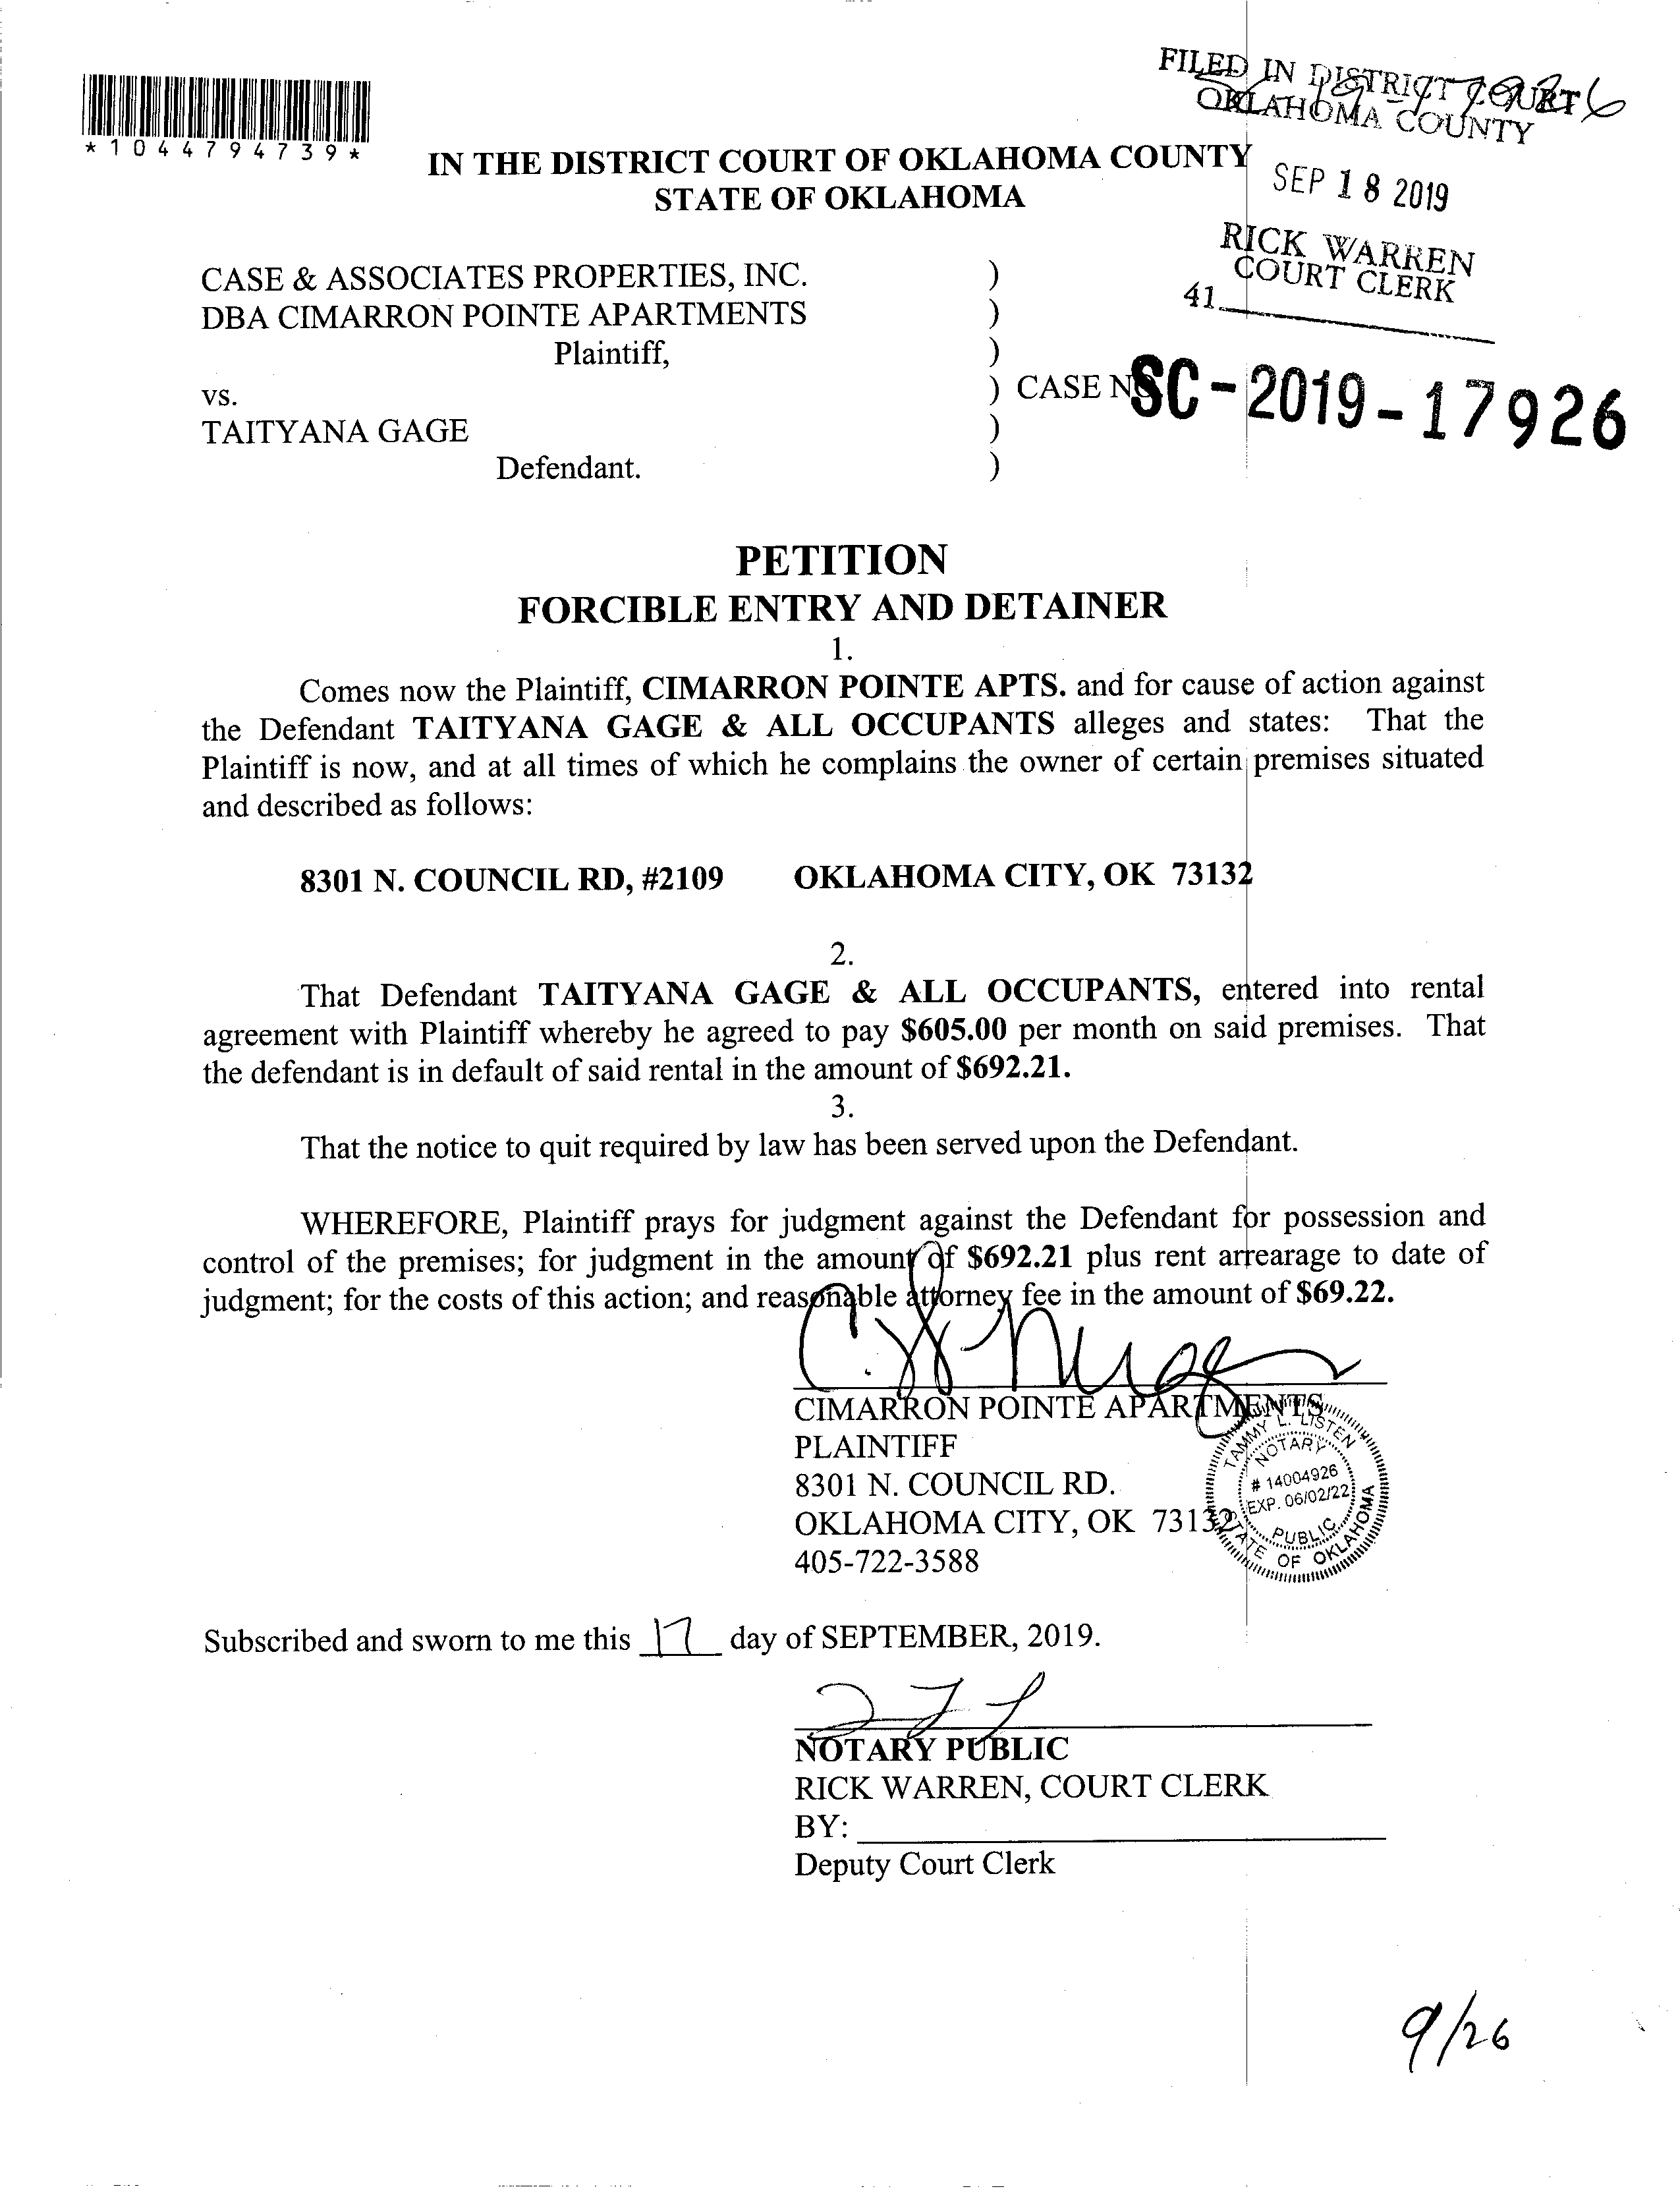 FILED IN DISTRICT COURT
OKLAHOMA COUNTY
*1044794739*
IN THE DISTRICT COURT OF OKLAHOMA COUNTY
STATE OF OKLAHOMA
SEP 18 2019
RICK WARREN
COURT CLERK
41
CASE & ASSOCIATES PROPERTIES, INC. )
DBA CIMARRON POINTE APARTMENTS )
Plaintiff, )
vs. ) CASE NO. SC-2019-17926
TAITYANA GAGE )
Defendant. )
PETITION
FORCIBLE ENTRY AND DETAINER
1.
Comes now the Plaintiff, CIMARRON POINTE APTS. and for cause of action against
the Defendant TAITYANA GAGE & ALL OCCUPANTS alleges and states: That the
Plaintiff is now, and at all times of which he complains the owner of certain premises situated
and described as follows:
8301 N. COUNCIL RD, #2109 OKLAHOMA CITY, OK 73132
2.
That Defendant TAITYANA GAGE & ALL OCCUPANTS, entered into rental
agreement with Plaintiff whereby he agreed to pay $605.00 per month on said premises. That
the defendant is in default of said rental in the amount of $692.21.
3.
That the notice to quit required by law has been served upon the Defendant.
WHEREFORE, Plaintiff prays for judgment against the Defendant for possession and
control of the premises; for judgment in the amount of $692.21 plus rent arrearage to date of
judgment; for the costs of this action; and reasonable attorney fee in the amount of $69.22.
CIMARRON POINTE APARTMENTS
PLAINTIFF
8301 N. COUNCIL RD.
OKLAHOMA CITY, OK 73132
405-722-3588
TAMMY L. LISTEN
NOTARY
# 14004926
EXP. 06/02/22
PUBLIC
STATE OF OKLAHOMA
Subscribed and sworn to me this 17 day of SEPTEMBER, 2019.
NOTARY PUBLIC
RICK WARREN, COURT CLERK
BY:
Deputy Court Clerk
9/26